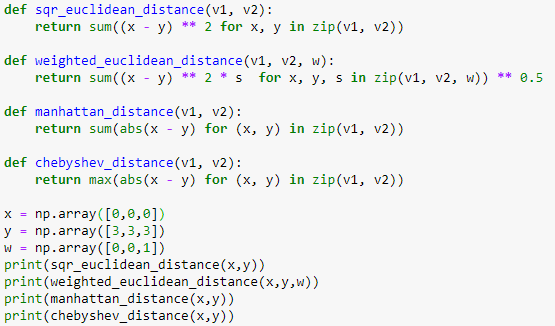 def sqr_euclidean_distance(v1, v2):
    return sum((x - y) ** 2 for x, y in zip(v1, v2))
def weighted_euclidean_distance(v1, v2, w):
    return sum((x - y) ** 2 * s  for x, y, s in zip(v1, v2, w)) ** 0.5
def manhattan_distance(v1, v2):
    return sum(abs(x - y) for (x, y) in zip(v1, v2))
def chebyshev_distance(v1, v2):
    return max(abs(x - y) for (x, y) in zip(v1, v2))
x = np.array([0,0,0])
y = np.array([3,3,3])
w = np.array([0,0,1])
print(sqr_euclidean_distance(x,y))
print(weighted_euclidean_distance(x,y,w))
print(manhattan_distance(x,y))
print(chebyshev_distance(x,y))